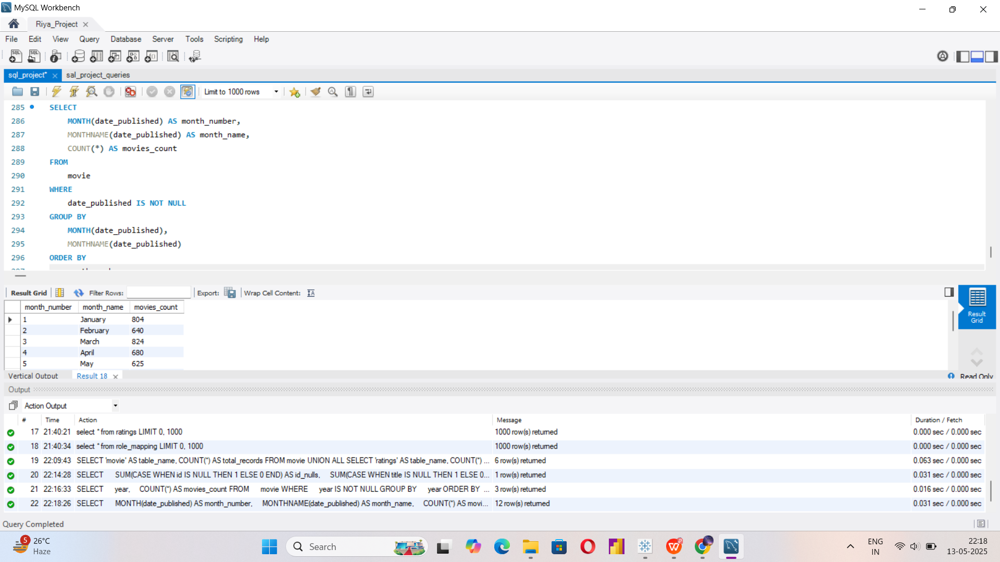 MySQL Workbench
Riya_Project
File Edit View Query Database Server Tools Scripting Help
sql_project* sal_project_queries
Limit to 1000 rows
285 SELECT
286 MONTH(date_published) AS month_number,
287 MONTHNAME(date_published) AS month_name,
288 COUNT(*) AS movies_count
289 FROM
290 movie
291 WHERE
292 date_published IS NOT NULL
293 GROUP BY
294 MONTH(date_published),
295 MONTHNAME(date_published)
296 ORDER BY
Result Grid Filter Rows: Export: Wrap Cell Content:
month_number month_name movies_count
1 January 804
2 February 640
3 March 824
4 April 680
5 May 625
Result Grid
Vertical Output Result 18 Read Only
Output
Action Output
# Time Action Message Duration / Fetch
17 21:40:21 select * from ratings LIMIT 0, 1000 1000 row(s) returned 0.000 sec / 0.000 sec
18 21:40:34 select * from role_mapping LIMIT 0, 1000 1000 row(s) returned 0.000 sec / 0.000 sec
19 22:09:43 SELECT 'movie' AS table_name, COUNT(*) AS total_records FROM movie UNION ALL SELECT 'ratings' AS table_name, COUNT(*) ... 6 row(s) returned 0.063 sec / 0.000 sec
20 22:14:28 SELECT SUM(CASE WHEN id IS NULL THEN 1 ELSE 0 END) AS id_nulls, SUM(CASE WHEN title IS NULL THEN 1 ELSE 0... 1 row(s) returned 0.031 sec / 0.000 sec
21 22:16:33 SELECT year, COUNT(*) AS movies_count FROM movie WHERE year IS NOT NULL GROUP BY year ORDER BY ... 3 row(s) returned 0.016 sec / 0.000 sec
22 22:18:26 SELECT MONTH(date_published) AS month_number, MONTHNAME(date_published) AS month_name, COUNT(*) AS movi... 12 row(s) returned 0.031 sec / 0.000 sec
Query Completed
5 26°C
Haze
Search
ENG
IN
22:18
13-05-2025